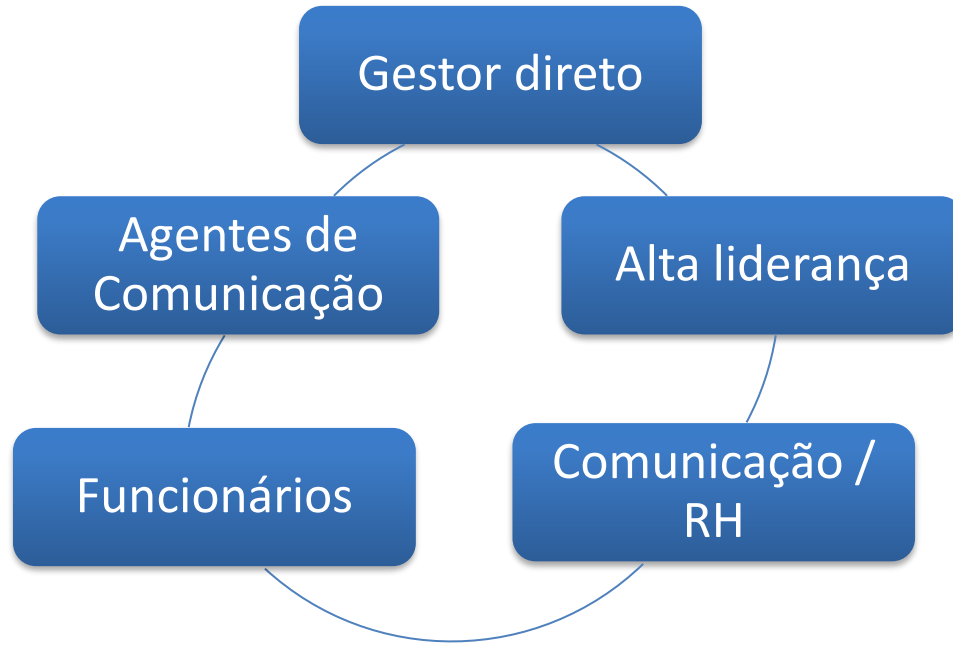 Gestor direto
Agentes de
Comunicação
Alta liderança
Funcionários
Comunicação /
RH